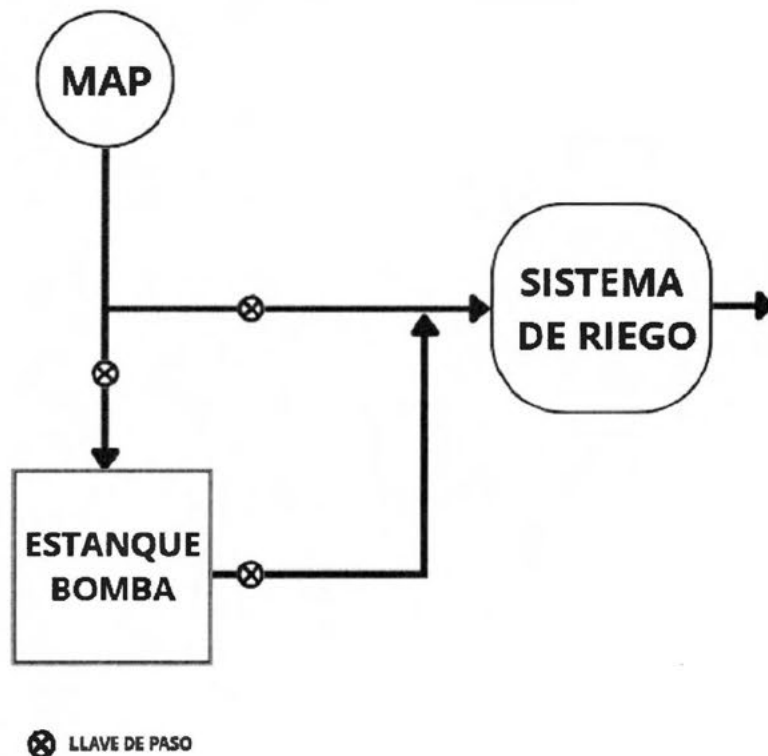 MAP
SISTEMA
DE RIEGO
ESTANQUE
BOMBA
LLAVE DE PASO